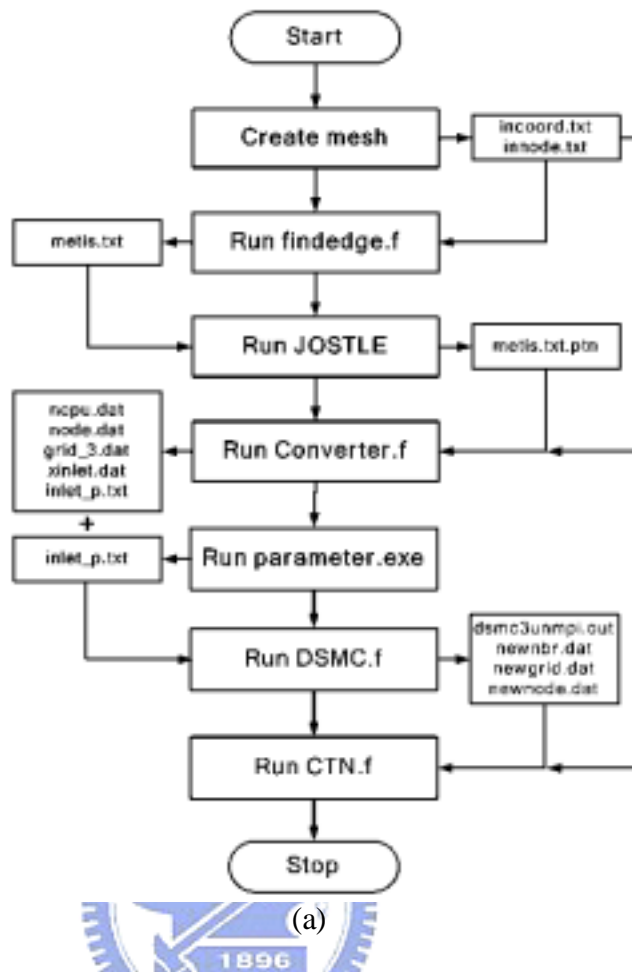 Start
Create mesh
incoord.txt
innode.txt
Run findedge.f
metis.txt
Run JOSTLE
metis.txt.ptn
ncpu.dat
node.dat
grid_3.dat
xinlet.dat
inlet_p.txt
Run Converter.f
+
inlet_p.txt
Run parameter.exe
Run DSMC.f
dsmc3unmpi.out
newnbr.dat
newgrid.dat
newnode.dat
Run CTN.f
Stop
(a)
1896